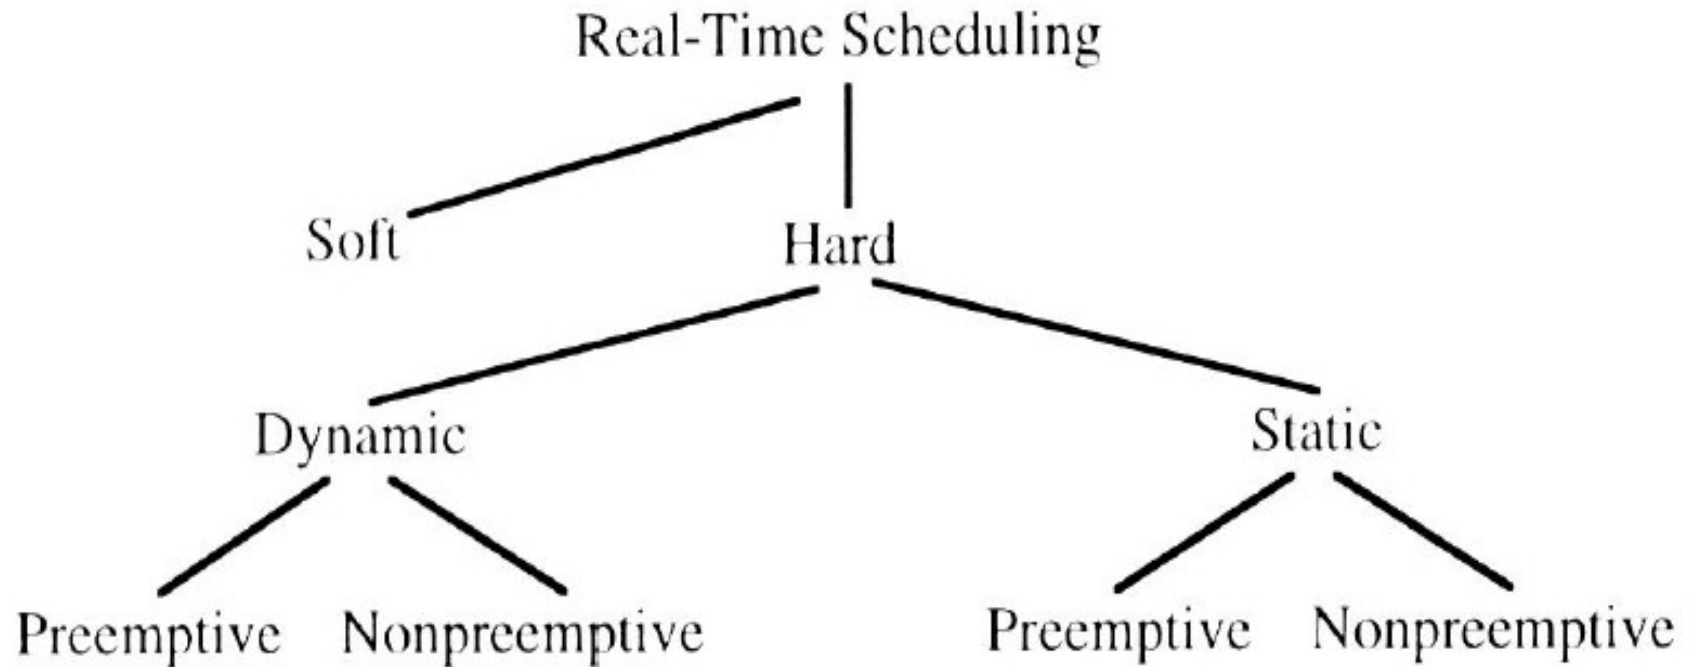 Real-Time Scheduling
Soft
Hard
Dynamic
Static
Preemptive
Nonpreemptive
Preemptive
Nonpreemptive